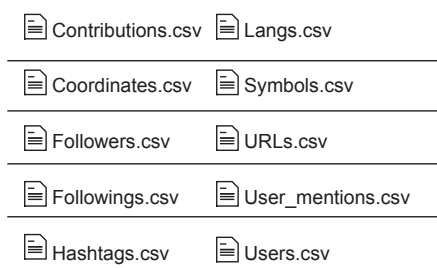 Contributions.csv Langs.csv
Coordinates.csv Symbols.csv
Followers.csv URLs.csv
Followings.csv User_mentions.csv
Hashtags.csv Users.csv